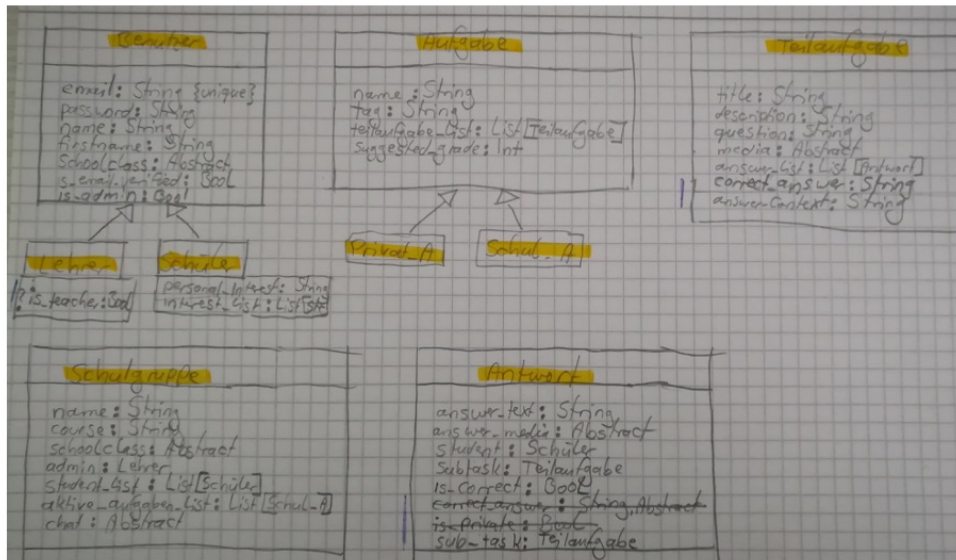 Benutzer
email: String {unique}
password: String
name: String
firstname: String
schoolclass: Abstract
is_email_verified: Bool
is_admin: Bool
Lehrer
? is_teacher: Bool
Schüler
personal_interest: String
interest_list: List[Str]
Aufgabe
name: String
tag: String
teilaufgabe_list: List[Teilaufgabe]
suggested_grade: Int
Privat_A
Schul_A
Teilaufgabe
title: String
description: String
question: String
media: Abstract
answer_list: List[Antwort]
correct_answer: String
answer_context: String
Schulgruppe
name: String
course: String
schoolclass: Abstract
admin: Lehrer
student_list: List[Schüler]
aktive_aufgaben_list: List[Schul_A]
chat: Abstract
Antwort
answer_text: String
answer_media: Abstract
student: Schüler
subtask: Teilaufgabe
is_correct: Bool
correct_answer: String, Abstract
is_private: Bool
sub_task: Teilaufgabe